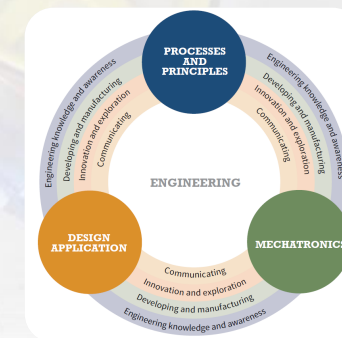 PROCESSES
AND
PRINCIPLES
Engineering knowledge and awareness
Developing and manufacturing
Innovation and exploration
Communicating
Engineering knowledge and awareness
Developing and manufacturing
Innovation and exploration
Communicating
ENGINEERING
DESIGN
APPLICATION
MECHATRONICS
Communicating
Innovation and exploration
Developing and manufacturing
Engineering knowledge and awareness